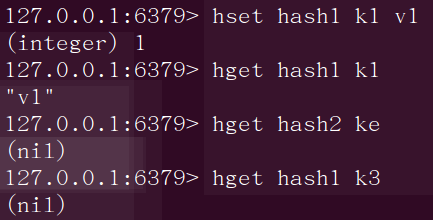 127.0.0.1:6379> hset hash1 k1 v1
(integer) 1
127.0.0.1:6379> hget hash1 k1
"v1"
127.0.0.1:6379> hget hash2 ke
(nil)
127.0.0.1:6379> hget hash1 k3
(nil)